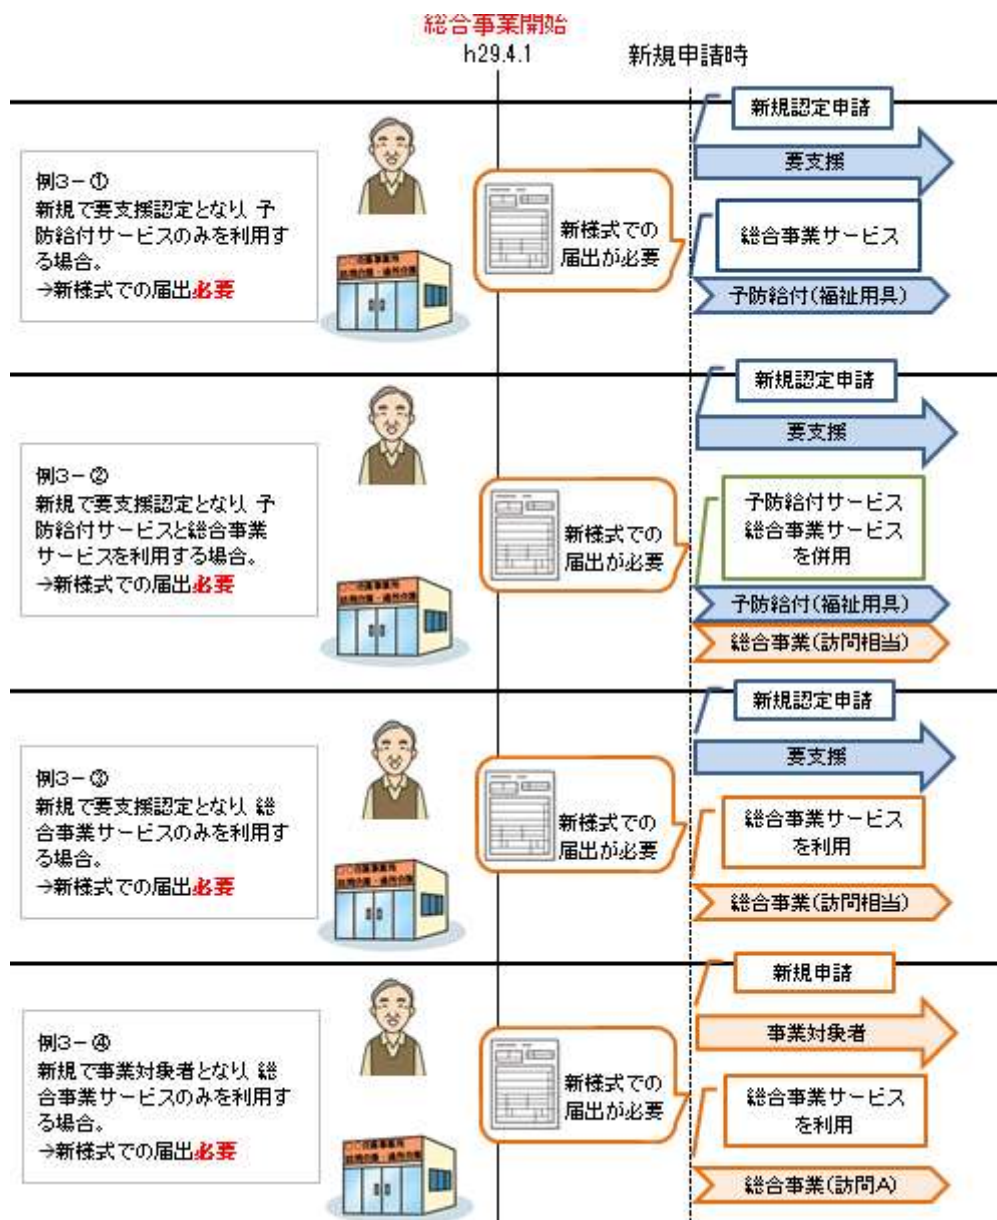 総合事業開始
h29.4.1
新規申請時
新規認定申請
要支援
例3-①
新規で要支援認定となり、予
防給付サービスのみを利用す
る場合。
→新様式での届出必要
新様式での
届出が必要
総合事業サービス
予防給付(福祉用具)
新規認定申請
要支援
例3-②
新規で要支援認定となり、予
防給付サービスと総合事業
サービスを利用する場合。
→新様式での届出必要
新様式での
届出が必要
予防給付サービス
総合事業サービス
を併用
予防給付(福祉用具)
総合事業(訪問相当)
新規認定申請
要支援
例3-③
新規で要支援認定となり、総
合事業サービスのみを利用す
る場合。
→新様式での届出必要
新様式での
届出が必要
総合事業サービス
を利用
総合事業(訪問相当)
新規申請
事業対象者
例3-④
新規で事業対象者となり、総
合事業サービスのみを利用す
る場合。
→新様式での届出必要
新様式での
届出が必要
総合事業サービス
を利用
総合事業(訪問A)